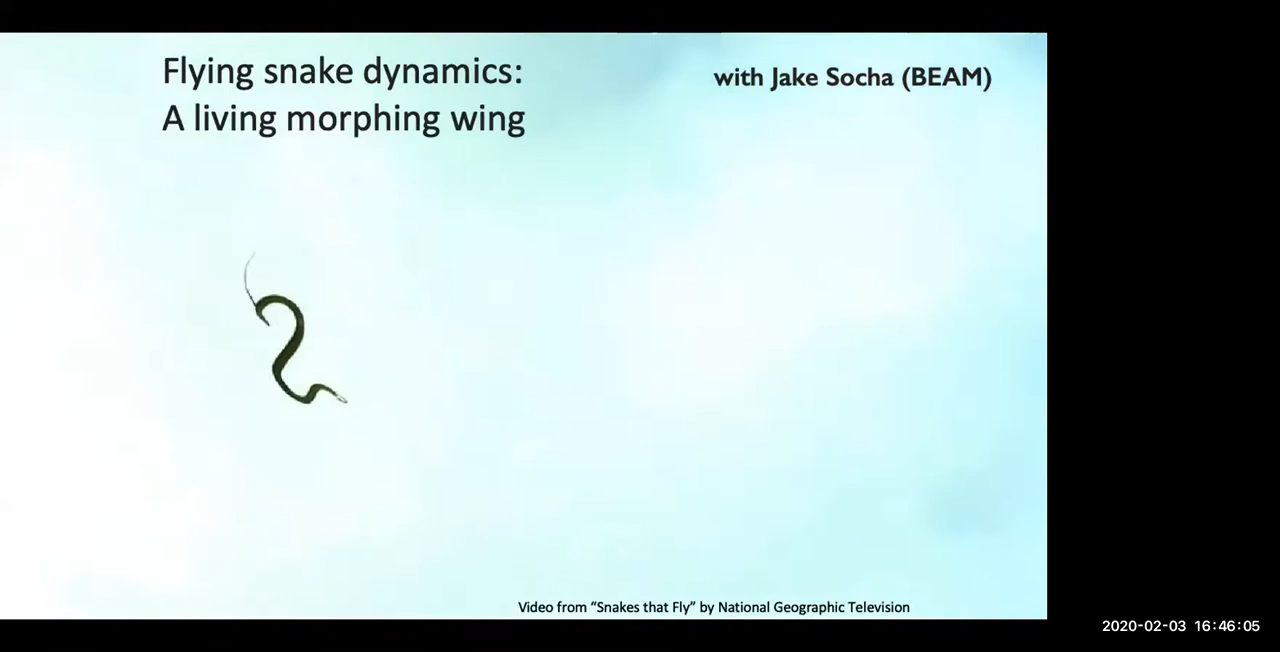 Flying snake dynamics:
A living morphing wing
with Jake Socha (BEAM)
Video from “Snakes that Fly” by National Geographic Television
2020-02-03 16:46:05